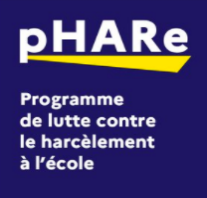 pHARe
Programme
de lutte contre
le harcèlement
à l'école